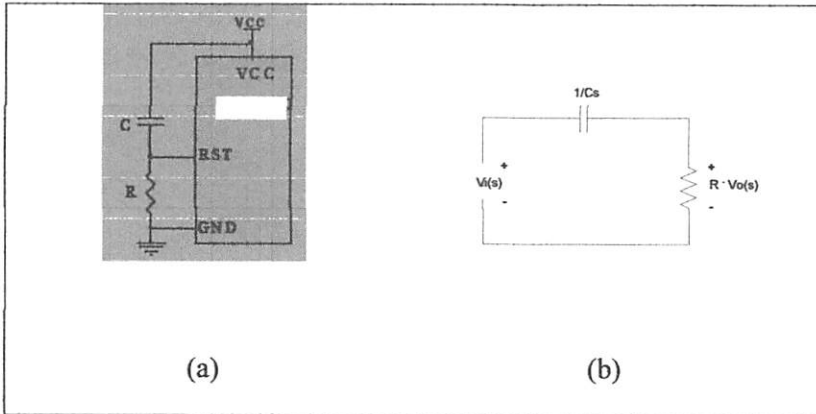 VCC
VCC
C
RST
R
GND
(a)
1/Cs
+
Vi(s)
-
+
R Vo(s)
-
(b)